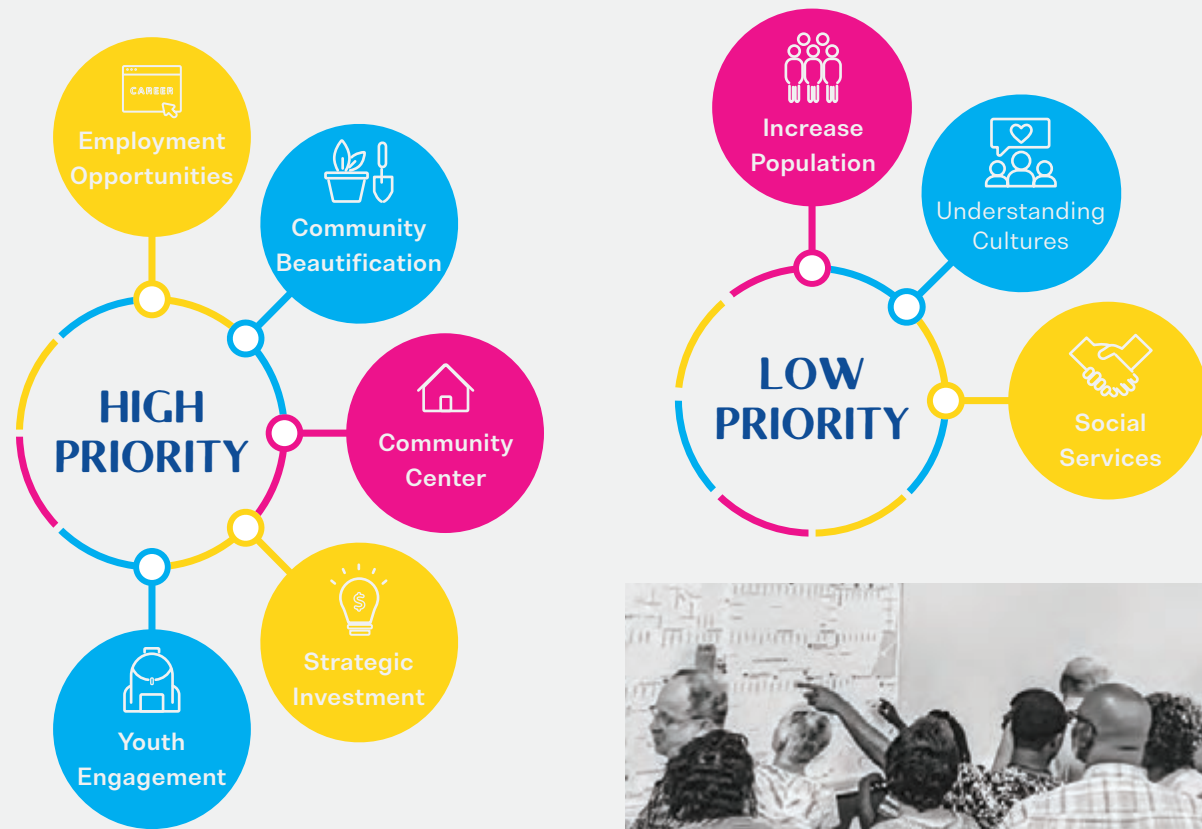 CAREER
Employment
Opportunities
Community
Beautification
Community
Center
$
Strategic
Investment
Youth
Engagement
HIGH
PRIORITY
Increase
Population
Understanding
Cultures
Social
Services
LOW
PRIORITY